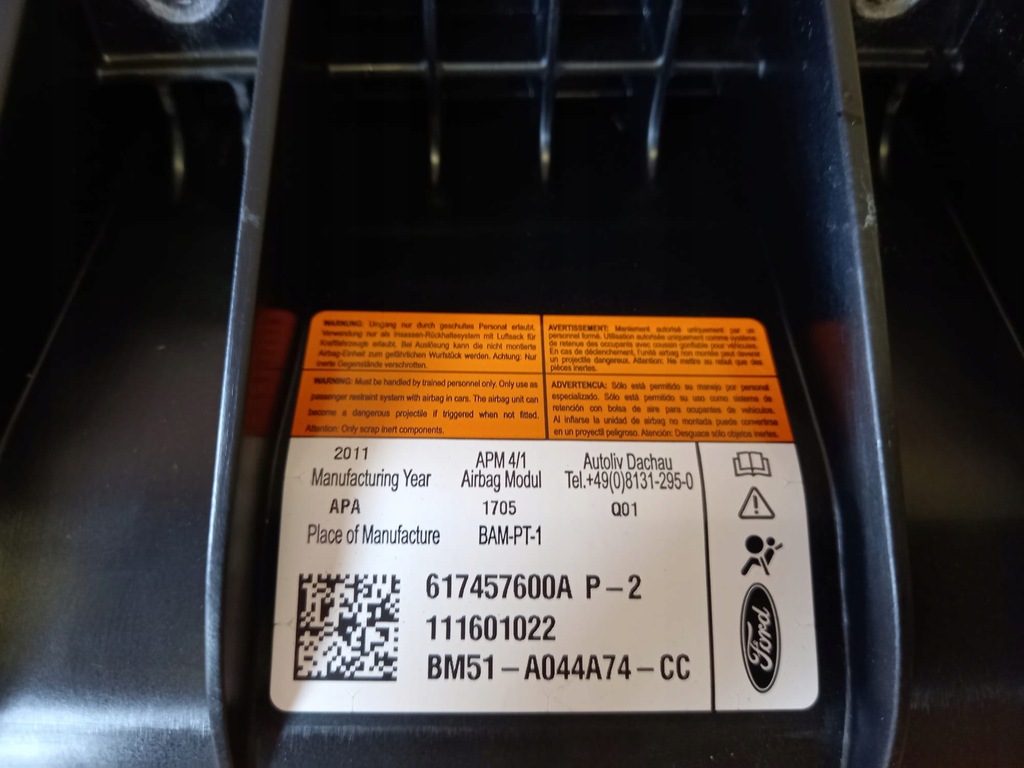 WARNUNG: Umgang nur durch geschultes Personal erlaubt.
Verwendung nur als Insassen-Rückhaltesystem mit Luftsack für
Kraftfahrzeuge erlaubt. Bei Auslösung kann die nicht montierte
Airbag-Einheit zum gefährlichen Wurfstück werden. Achtung: Nur
inerte Gegenstände verschrotten.
AVERTISSEMENT: Maniement autorisé uniquement par un
personnel formé. Utilisation autorisée uniquement comme système
de retenue des occupants avec coussin gonflable pour véhicules.
En cas de déclenchement, l'unité airbag non montée peut devenir
un projectile dangereux. Attention: Ne mettre au rebut que des
pièces inertes.
WARNING: Must be handled by trained personnel only. Only use as
passenger restraint system with airbag in cars. The airbag unit can
become a dangerous projectile if triggered when not fitted.
Attention: Only scrap inert components.
ADVERTENCIA: Sólo está permitido su manejo por personal
especializado. Sólo está permitido su uso como sistema de
retención con bolsa de aire para ocupantes de vehículos.
Al inflarse la unidad de airbag no montada puede convertirse
en un proyectil peligroso. Atención: Desguace sólo objetos inertes.
2011
Manufacturing Year
APM 4/1
Airbag Modul
Autoliv Dachau
Tel.+49(0)8131-295-0
APA
1705
Q01
Place of Manufacture
BAM-PT-1
617457600A P-2
111601022
BM51-A044A74-CC
Ford